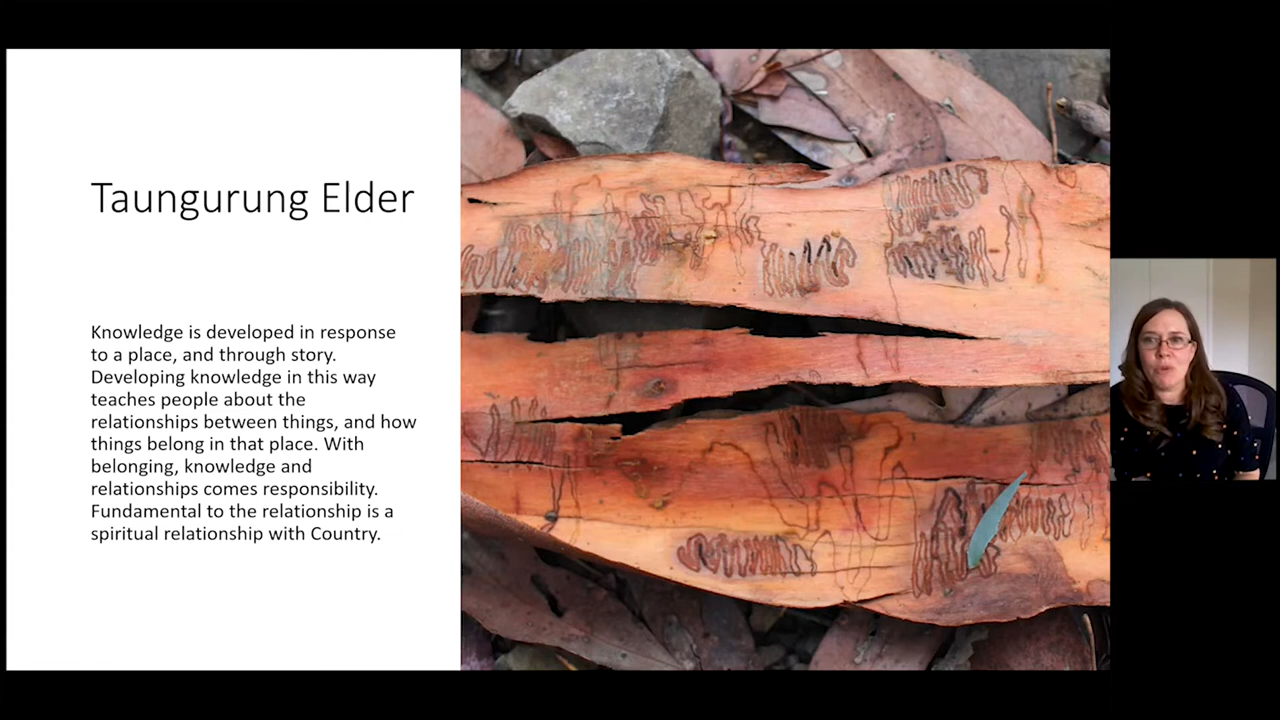 Taungurung Elder
Knowledge is developed in response
to a place, and through story.
Developing knowledge in this way
teaches people about the
relationships between things, and how
things belong in that place. With
belonging, knowledge and
relationships comes responsibility.
Fundamental to the relationship is a
spiritual relationship with Country.